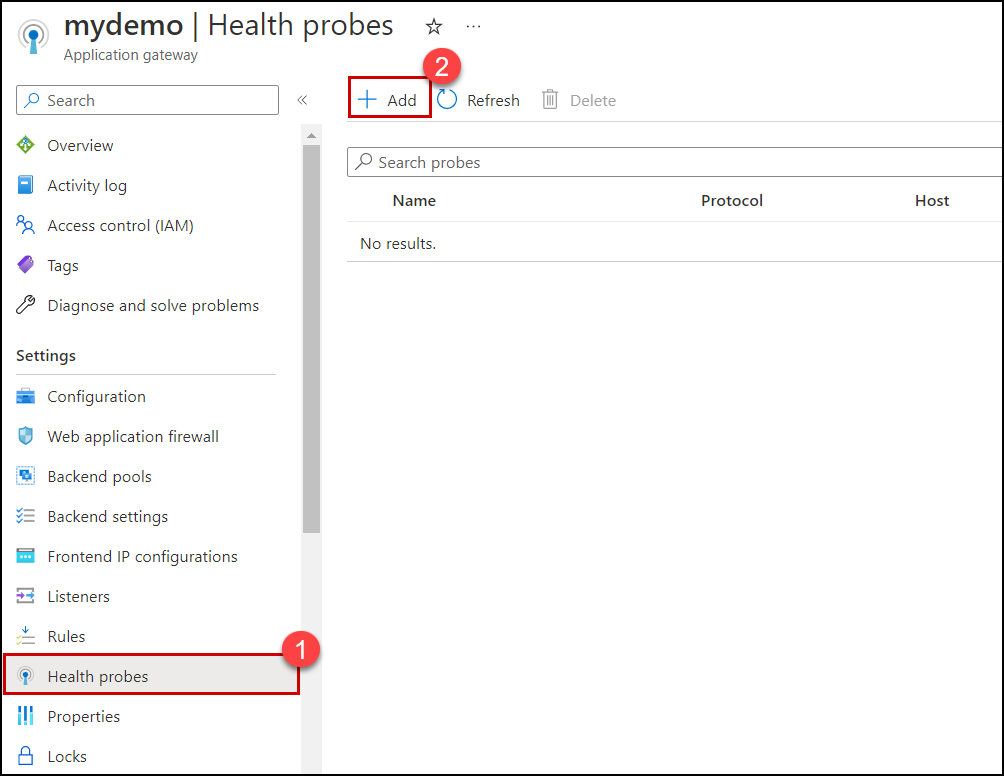 mydemo | Health probes
Application gateway
Search
Overview
Activity log
Access control (IAM)
Tags
Diagnose and solve problems
Settings
Configuration
Web application firewall
Backend pools
Backend settings
Frontend IP configurations
Listeners
Rules
1
Health probes
Properties
Locks
2
Add Refresh Delete
Search probes
Name Protocol Host
No results.